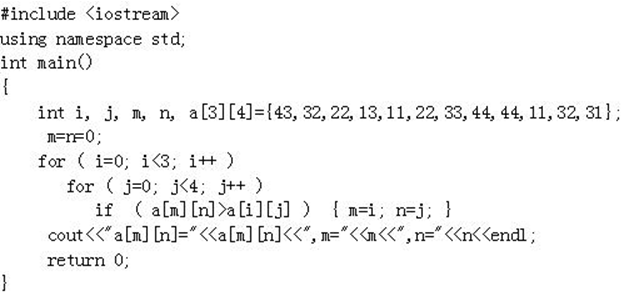 #include <iostream>
using namespace std;
int main()
{
int i, j, m, n, a[3][4]={43,32,22,13,11,22,33,44,44,11,32,31};
m=n=0;
for ( i=0; i<3; i++ )
for ( j=0; j<4; j++ )
if ( a[m][n]>a[i][j] ) { m=i; n=j; }
cout<<"a[m][n]="<<a[m][n]<<",m="<<m<<",n="<<n<<endl;
return 0;
}